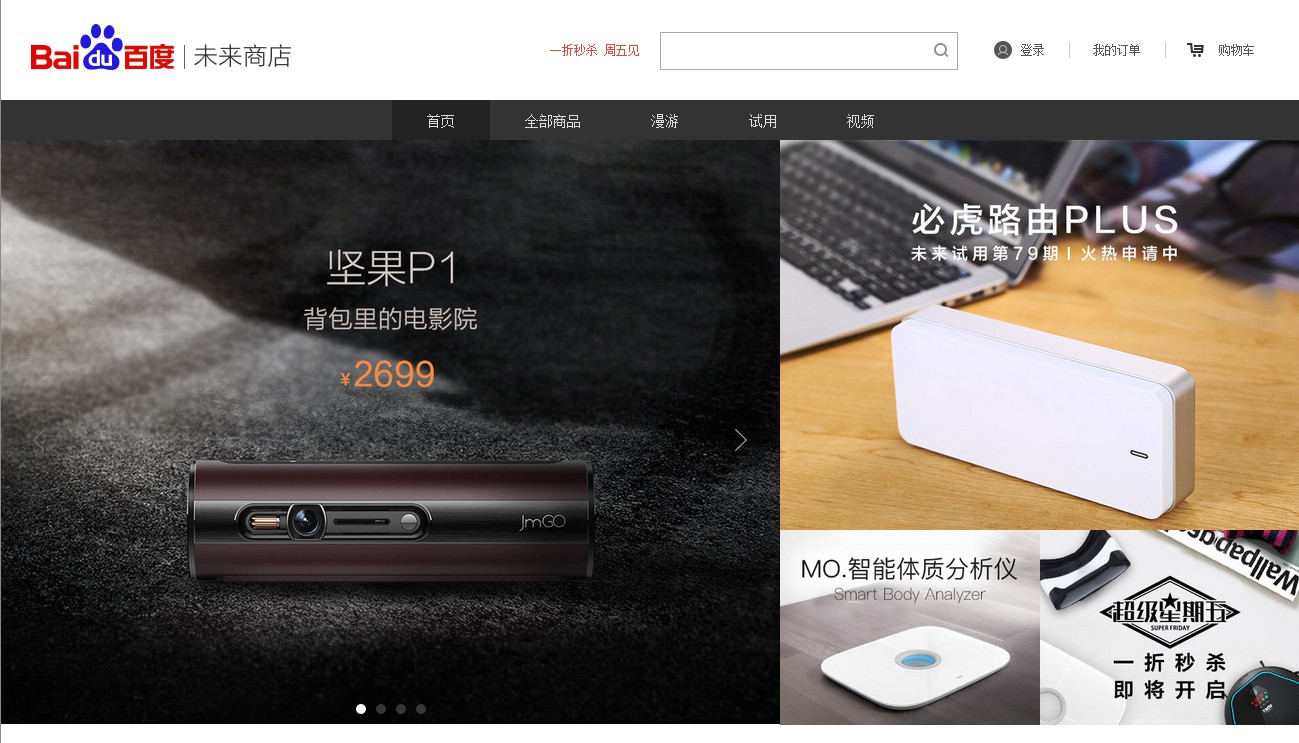 Bai du 百度 | 未来商店
一折秒杀 周五见
登录
我的订单
购物车
首页
全部商品
漫游
试用
视频
坚果P1
背包里的电影院
¥2699
JmGO
必虎路由PLUS
未来试用第79期 | 火热申请中
MO.智能体质分析仪
Smart Body Analyzer
Wallpaper
超级星期五
SUPER FRIDAY
一折秒杀
即将开启